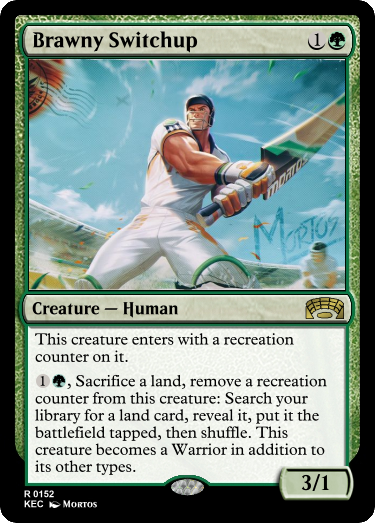 Brawny Switchup 1
MORTOS
Creature — Human
This creature enters with a recreation
counter on it.
1, Sacrifice a land, remove a recreation
counter from this creature: Search your
library for a land card, reveal it, put it the
battlefield tapped, then shuffle. This
creature becomes a Warrior in addition to
its other types.
3/1
R 0152
KEC MORTOS